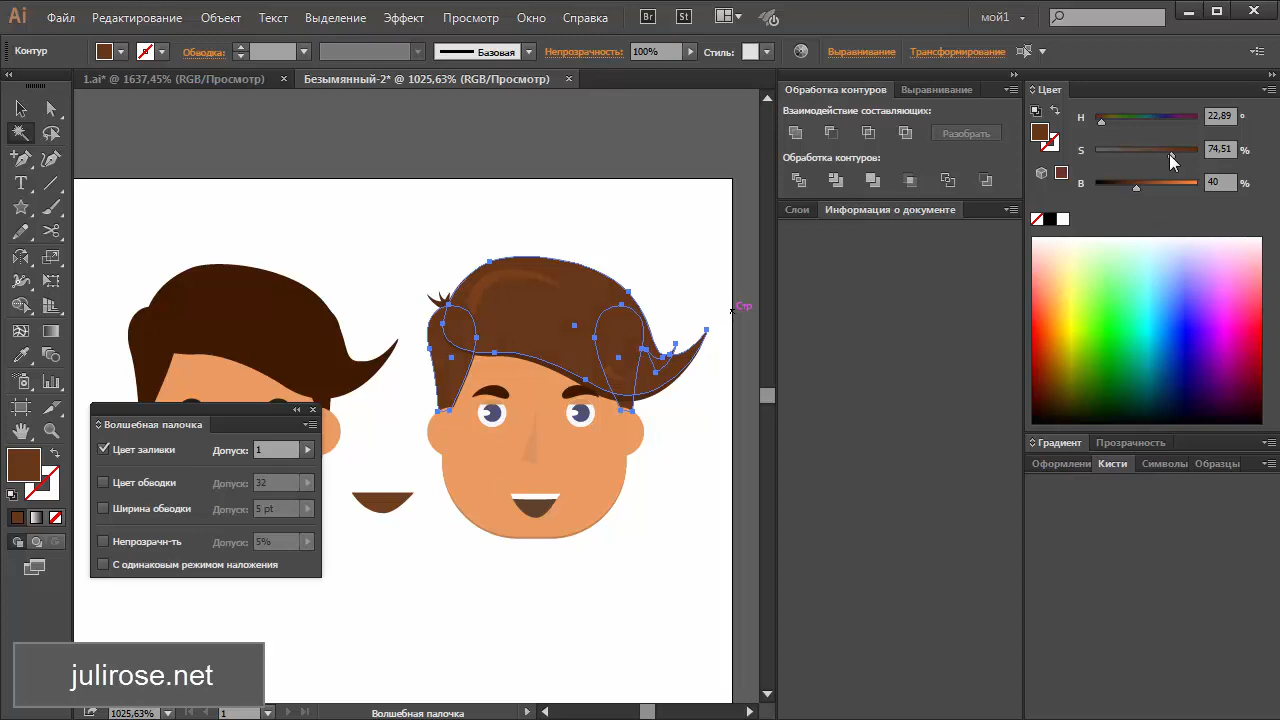 Ai Файл Редактирование Объект Текст Выделение Эффект Просмотр Окно Справка Br St мой1
Контур Обводка: Базовая Непрозрачность: 100% Стиль: Выравнивание Трансформирование
1.ai* @ 1637,45% (RGB/Просмотр) Безымянный-2* @ 1025,63% (RGB/Просмотр)
Обработка контуров Выравнивание
Взаимодействие составляющих:
Разобрать
Обработка контуров:
Слои Информация о документе
Цвет
H 22,89 °
S 74,51 %
B 40 %
Градиент Прозрачность
Оформлени Кисти Символы Образцы
Стр
Волшебная палочка
Цвет заливки Допуск: 1
Цвет обводки Допуск: 32
Ширина обводки Допуск: 5 pt
Непрозрачн-ть Допуск: 5%
С одинаковым режимом наложения
julirose.net
1025,63% 1 Волшебная палочка